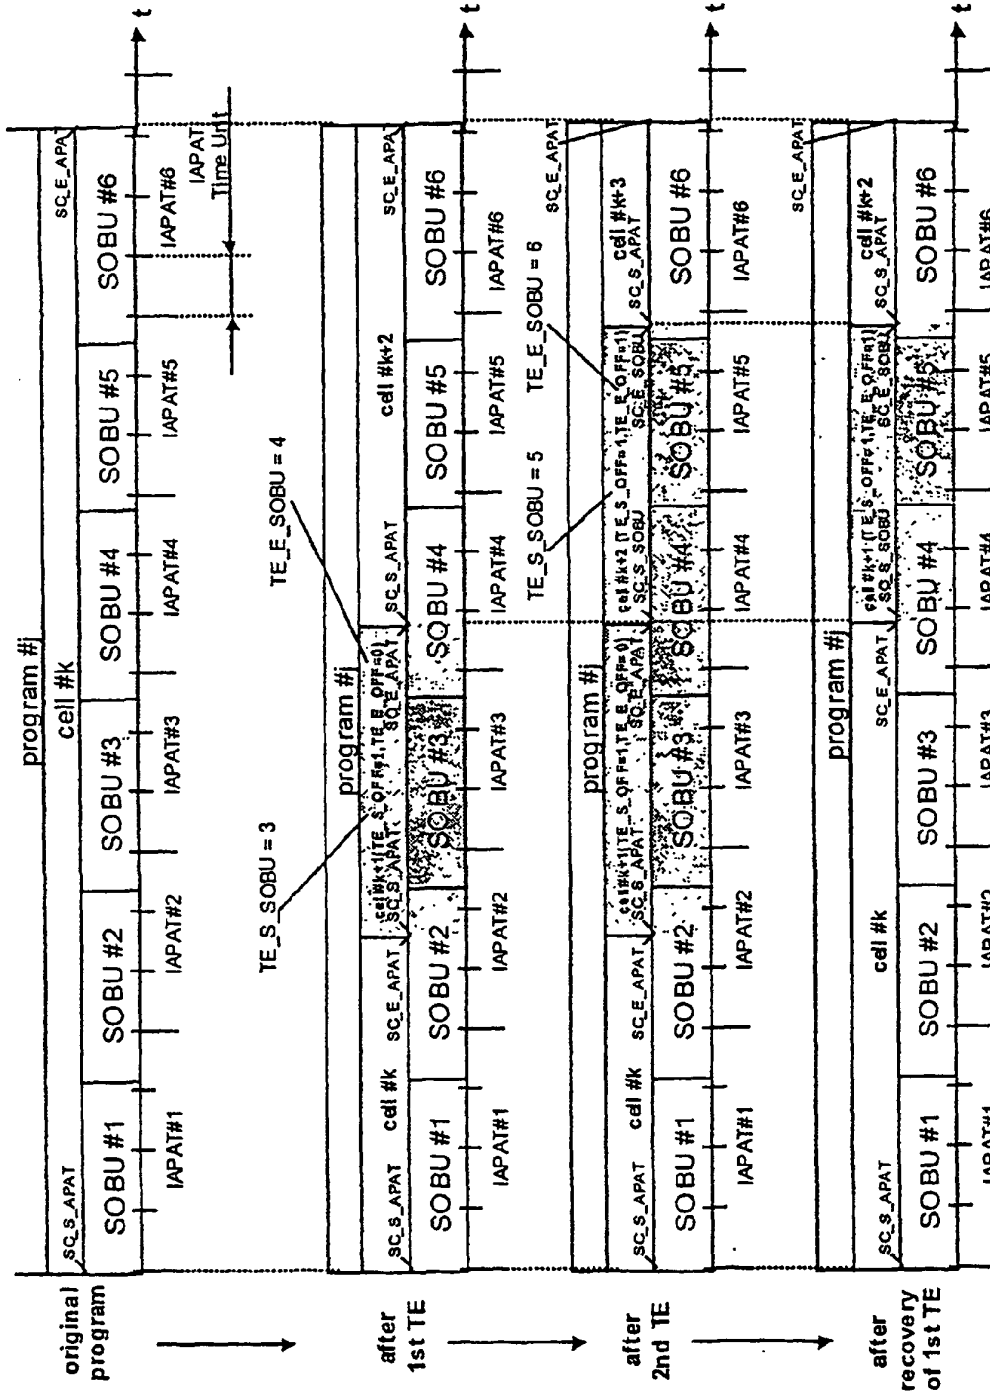 original
program
program #j
cell #k
SC_S_APAT
SC_E_APAT
SOBU #1
SOBU #2
SOBU #3
SOBU #4
SOBU #5
SOBU #6
t
IAPAT#1
IAPAT#2
IAPAT#3
IAPAT#4
IAPAT#5
IAPAT#6
IAPAT
Time Unit
after
1st TE
TE_S_SOBU = 3
TE_E_SOBU = 4
program #j
cell #k
cell #k+1(TE_S_OFF=1,TE_E_OFF=0)
cell #k+2
SC_S_APAT
SC_E_APAT
SC_S_APAT
SC_E_APAT
SC_S_APAT
SC_E_APAT
SOBU #1
SOBU #2
SOBU #3
SOBU #4
SOBU #5
SOBU #6
t
IAPAT#1
IAPAT#2
IAPAT#3
IAPAT#4
IAPAT#5
IAPAT#6
after
2nd TE
TE_S_SOBU = 5
TE_E_SOBU = 6
program #j
cell #k
cell #k+1(TE_S_OFF=1,TE_E_OFF=0)
cell #k+2 (TE_S_OFF=1,TE_E_OFF=1)
cell #k+3
SC_S_APAT
SC_E_APAT
SC_S_APAT
SC_E_APAT
SC_S_SOBU
SC_E_SOBU
SC_S_APAT
SC_E_APAT
SOBU #1
SOBU #2
SOBU #3
SOBU #4
SOBU #5
SOBU #6
t
IAPAT#1
IAPAT#2
IAPAT#3
IAPAT#4
IAPAT#5
IAPAT#6
after
recovery
of 1st TE
program #j
cell #k
cell #k+1 (TE_S_OFF=1,TE_E_OFF=1)
cell #k+2
SC_S_APAT
SC_E_APAT
SC_S_SOBU
SC_E_SOBU
SC_S_APAT
SC_E_APAT
SOBU #1
SOBU #2
SOBU #3
SOBU #4
SOBU #5
SOBU #6
t
IAPAT#1
IAPAT#2
IAPAT#3
IAPAT#4
IAPAT#5
IAPAT#6